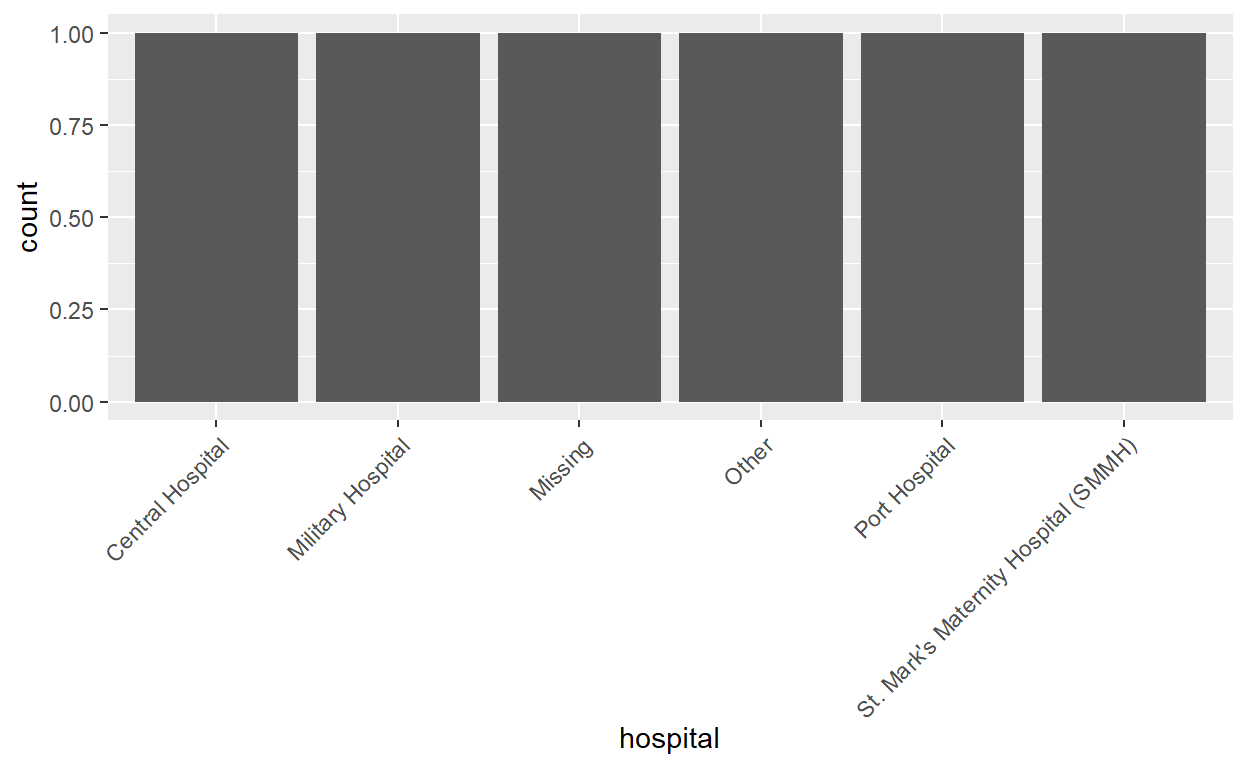 1.00
0.75
0.50
0.25
0.00
count
Central Hospital
Military Hospital
Missing
Other
Port Hospital
St. Mark's Maternity Hospital (SMMH)
hospital